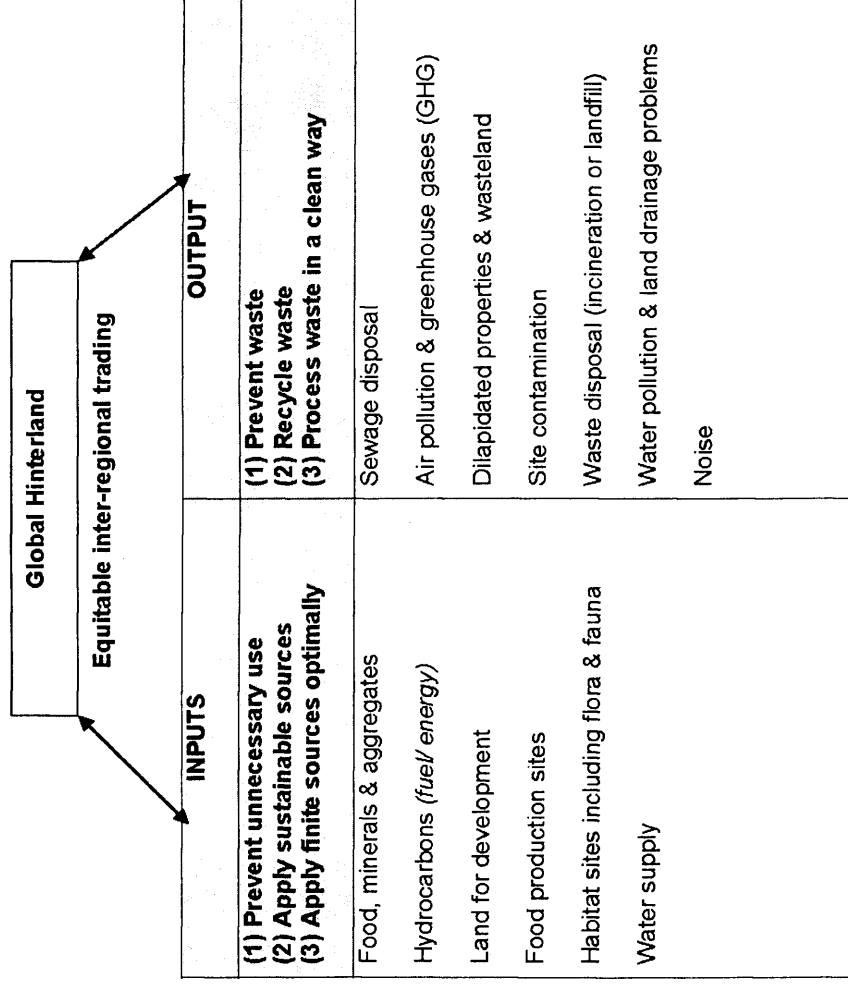 Global Hinterland
Equitable inter-regional trading
INPUTS
(1) Prevent unnecessary use
(2) Apply sustainable sources
(3) Apply finite sources optimally
Food, minerals & aggregates
Hydrocarbons (fuel/ energy)
Land for development
Food production sites
Habitat sites including flora & fauna
Water supply
OUTPUT
(1) Prevent waste
(2) Recycle waste
(3) Process waste in a clean way
Sewage disposal
Air pollution & greenhouse gases (GHG)
Dilapidated properties & wasteland
Site contamination
Waste disposal (incineration or landfill)
Water pollution & land drainage problems
Noise